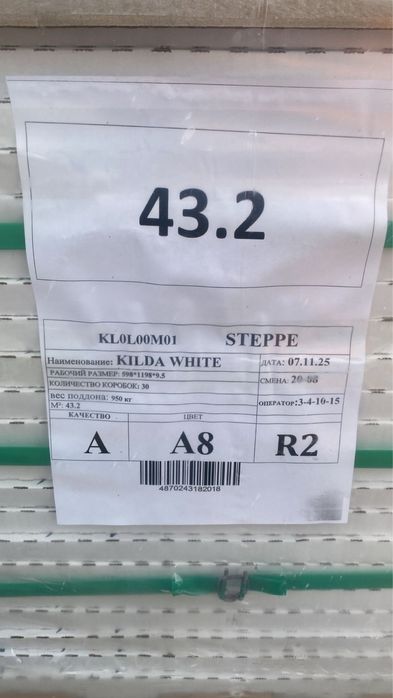 43.2
KL0L00M01 STEPPE
Наименование: KILDA WHITE ДАТА: 07.11.25
РАБОЧИЙ РАЗМЕР: 598*1198*9.5
КОЛИЧЕСТВО КОРОБОК: 30 СМЕНА: 20-08
ВЕС ПОДДОНА: 950 кг ОПЕРАТОР:3-4-10-15
М²: 43.2
КАЧЕСТВО ЦВЕТ
A A8 R2
4870243182018